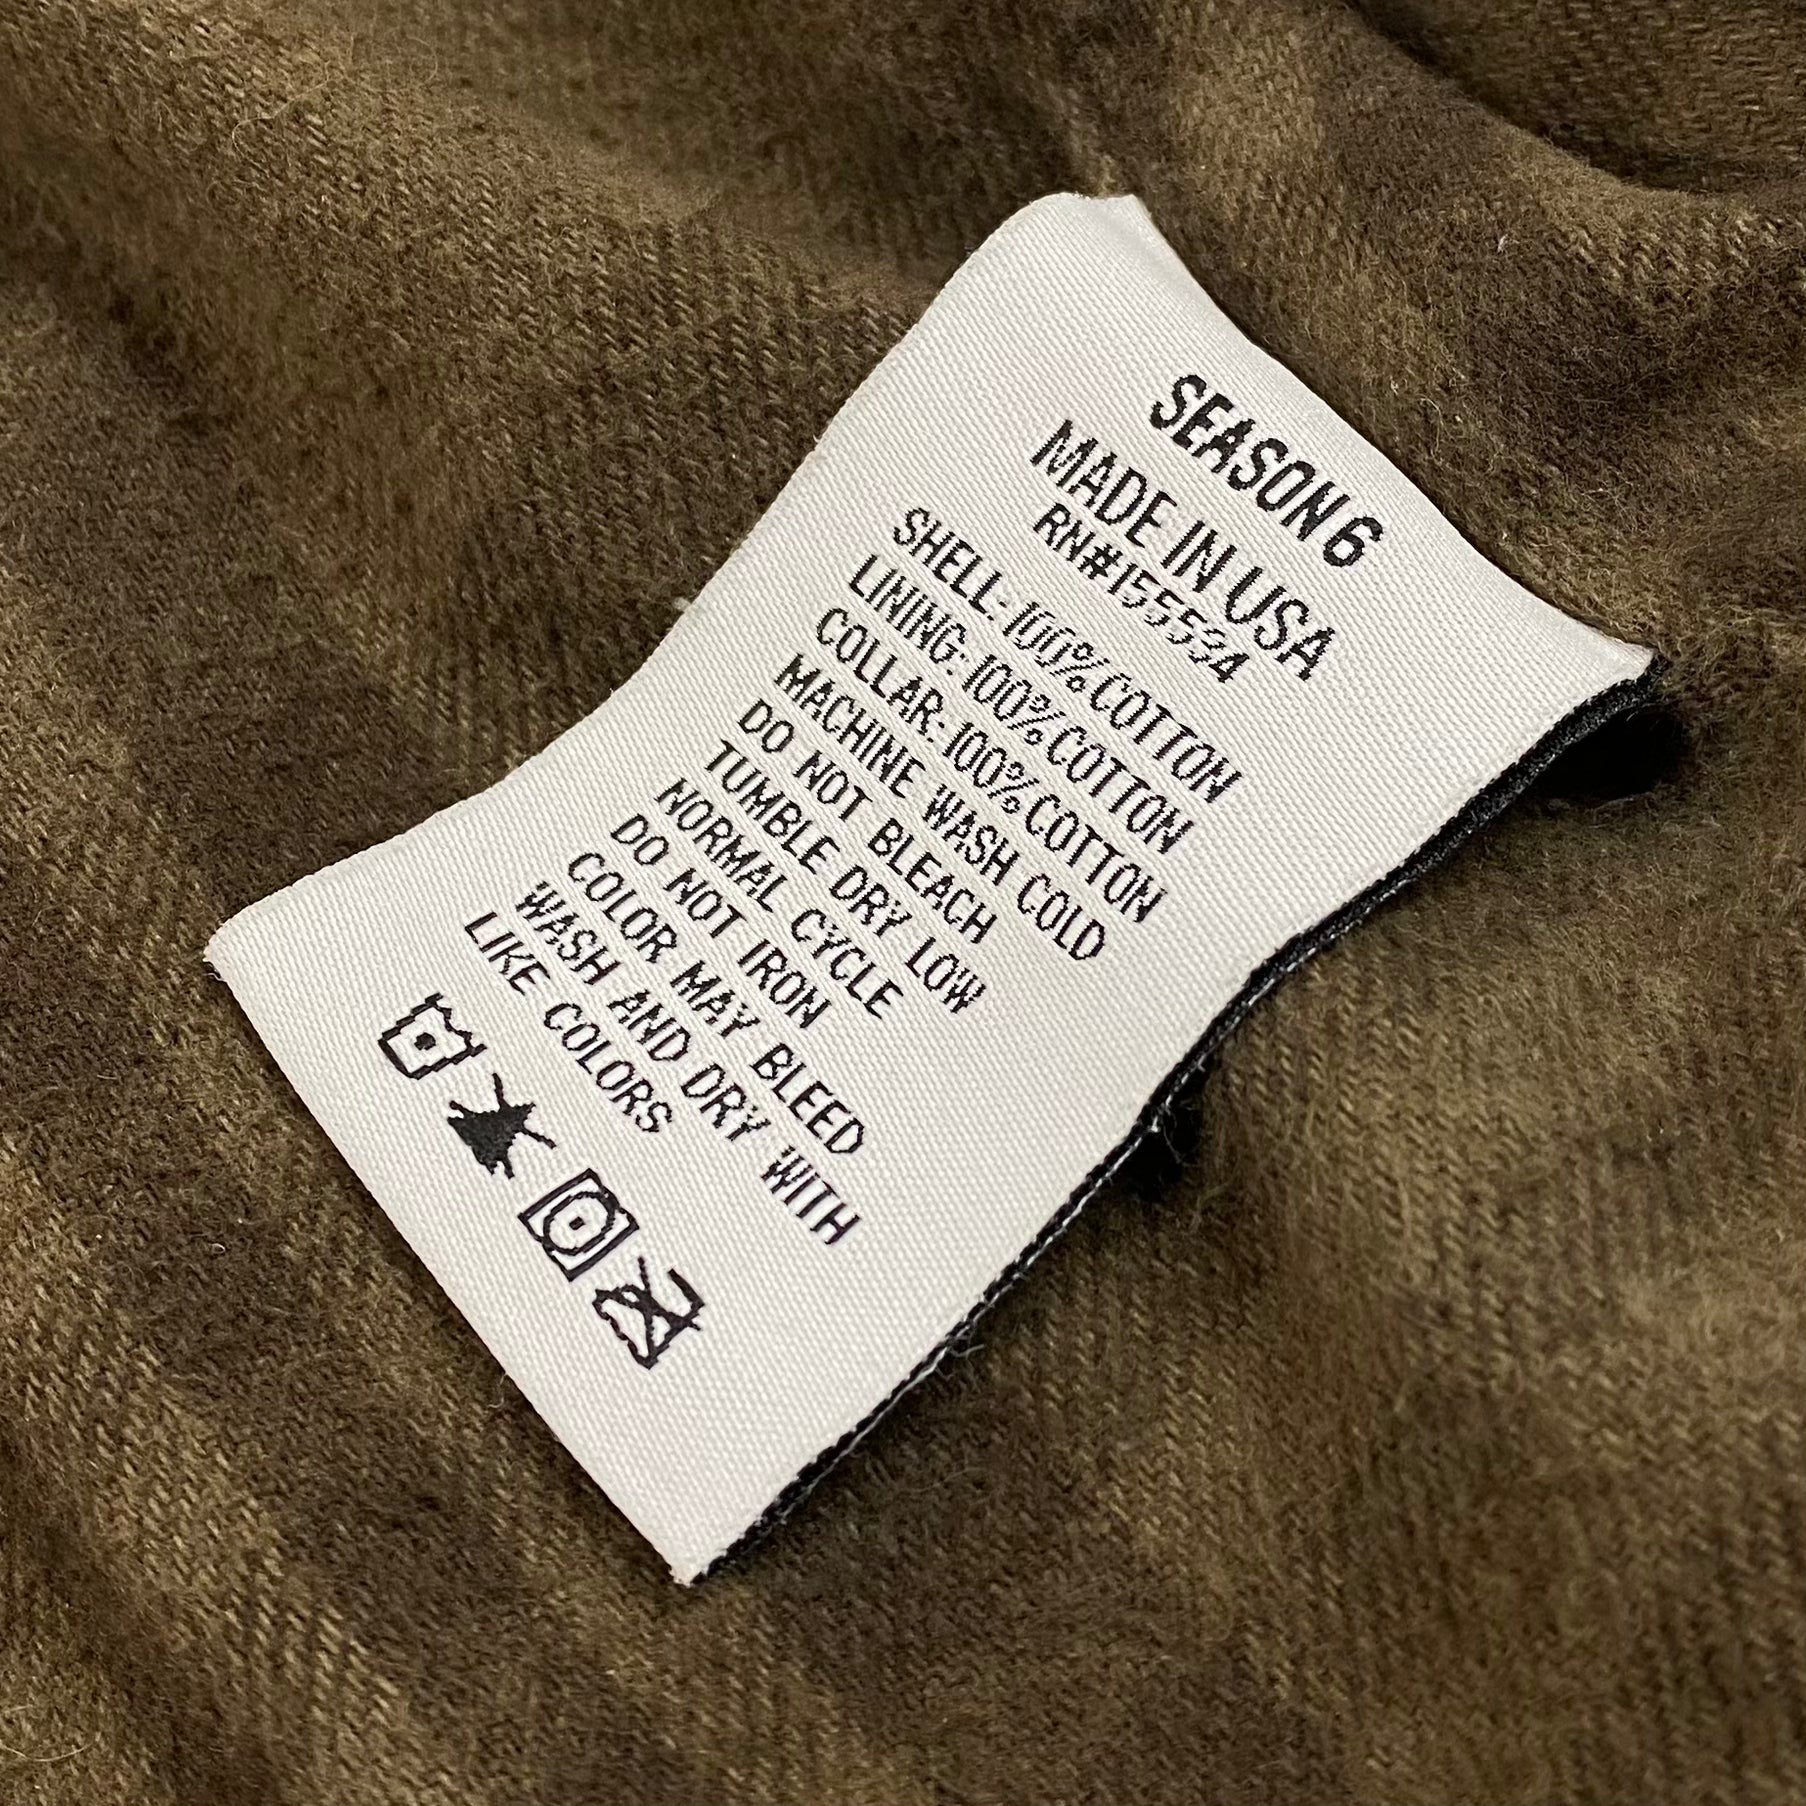 SEASON 6
MADE IN USA
RN#155534
SHELL: 100% COTTON
LINING: 100% COTTON
COLLAR: 100% COTTON
MACHINE WASH COLD
DO NOT BLEACH
TUMBLE DRY LOW
NORMAL CYCLE
DO NOT IRON
COLOR MAY BLEED
WASH AND DRY WITH
LIKE COLORS